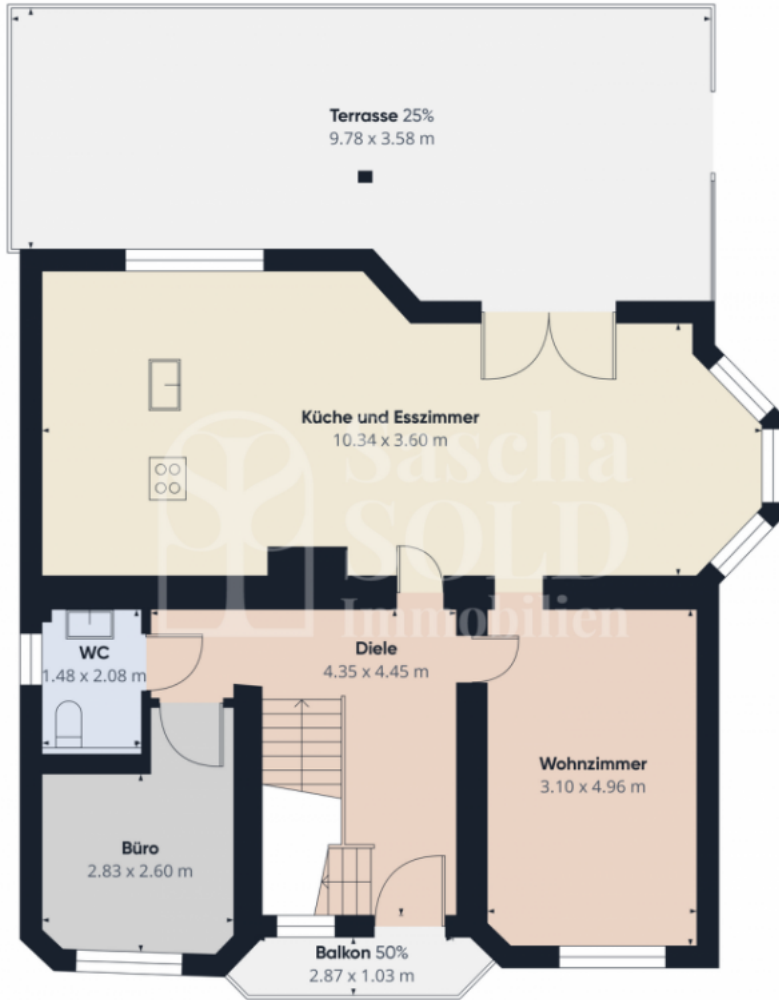 Terrasse 25%
9.78 x 3.58 m
Küche und Esszimmer
10.34 x 3.60 m
Sascha
SOLD
Immobilien
WC
1.48 x 2.08 m
Diele
4.35 x 4.45 m
Wohnzimmer
3.10 x 4.96 m
Büro
2.83 x 2.60 m
Balkon 50%
2.87 x 1.03 m